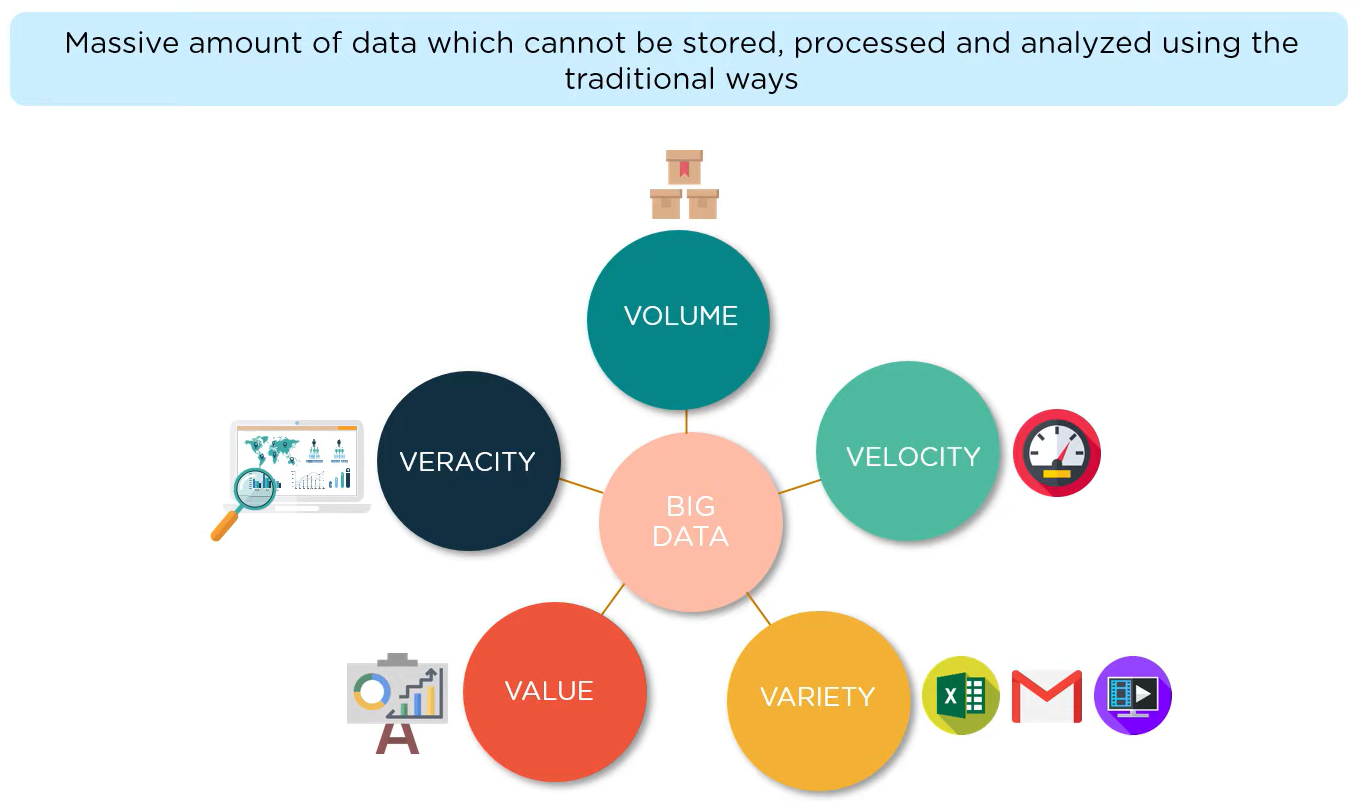 Massive amount of data which cannot be stored, processed and analyzed using the
traditional ways
VOLUME
VERACITY
VELOCITY
BIG
DATA
VALUE
VARIETY
X